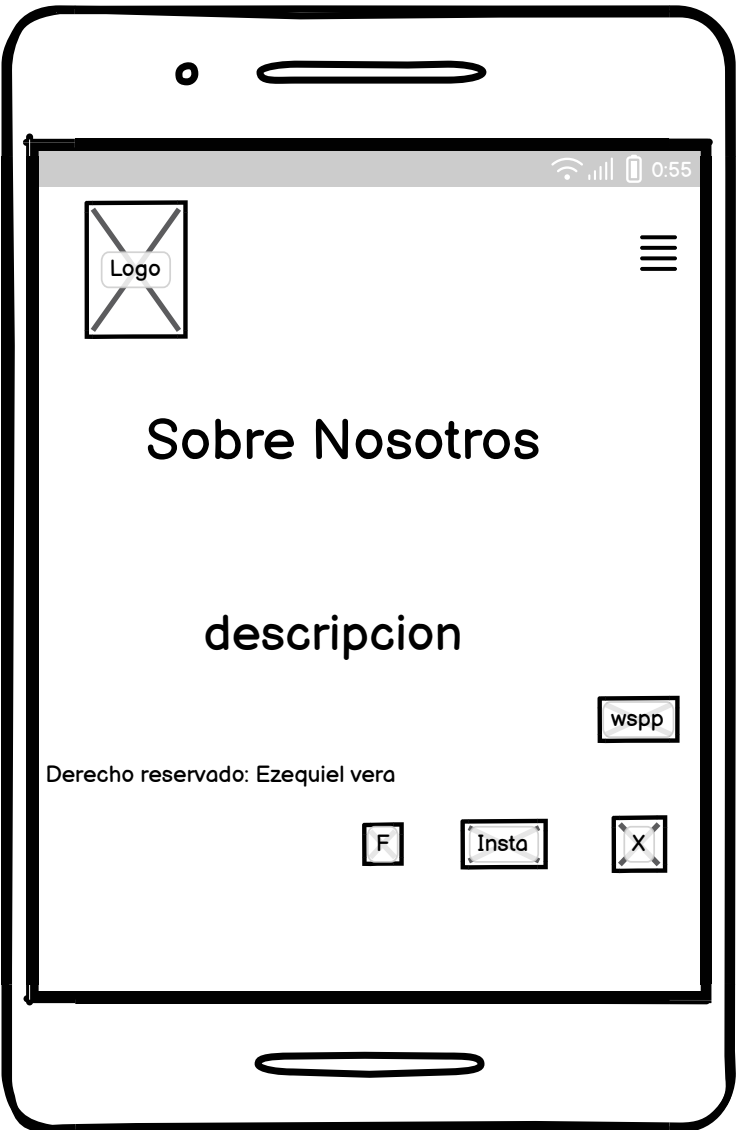 0:55
Logo
Sobre Nosotros
descripcion
wspp
Derecho reservado: Ezequiel vera
F Insta X